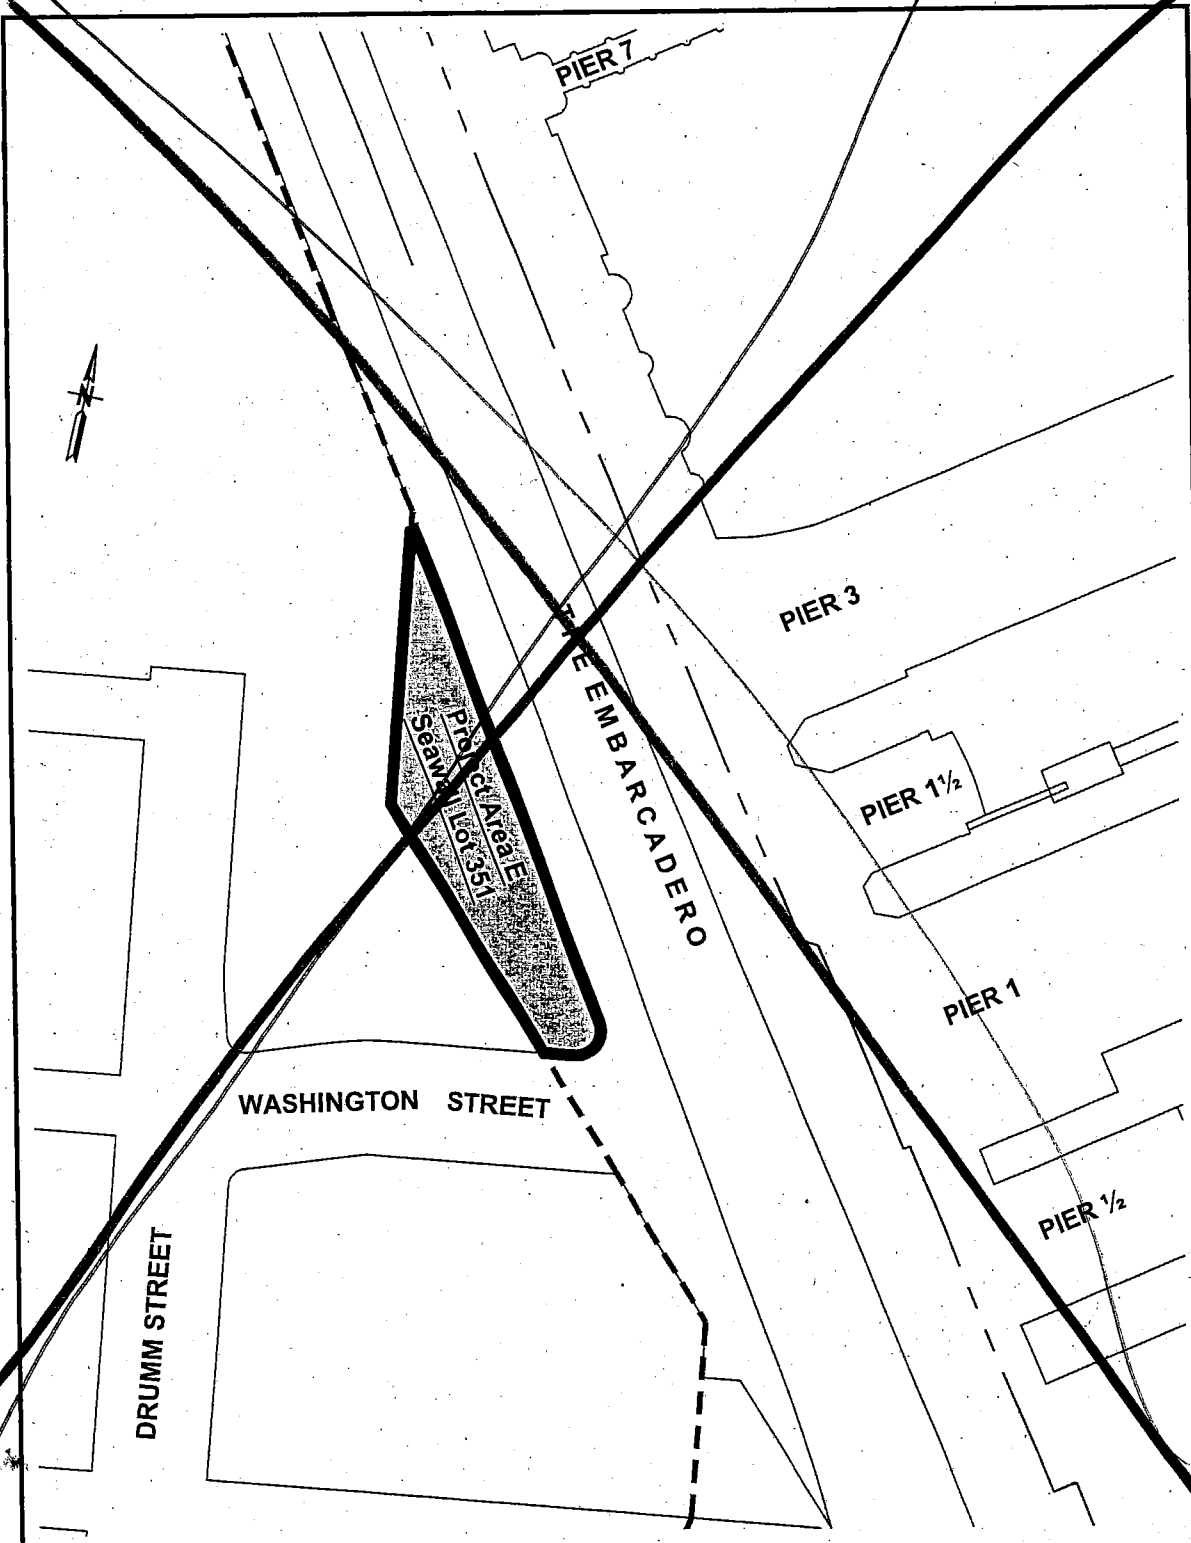 PIER 7
N
PIER 3
THE EMBARCADERO
Project Area E
Seawall Lot 351
PIER 1½
PIER 1
WASHINGTON STREET
PIER ½
DRUMM STREET